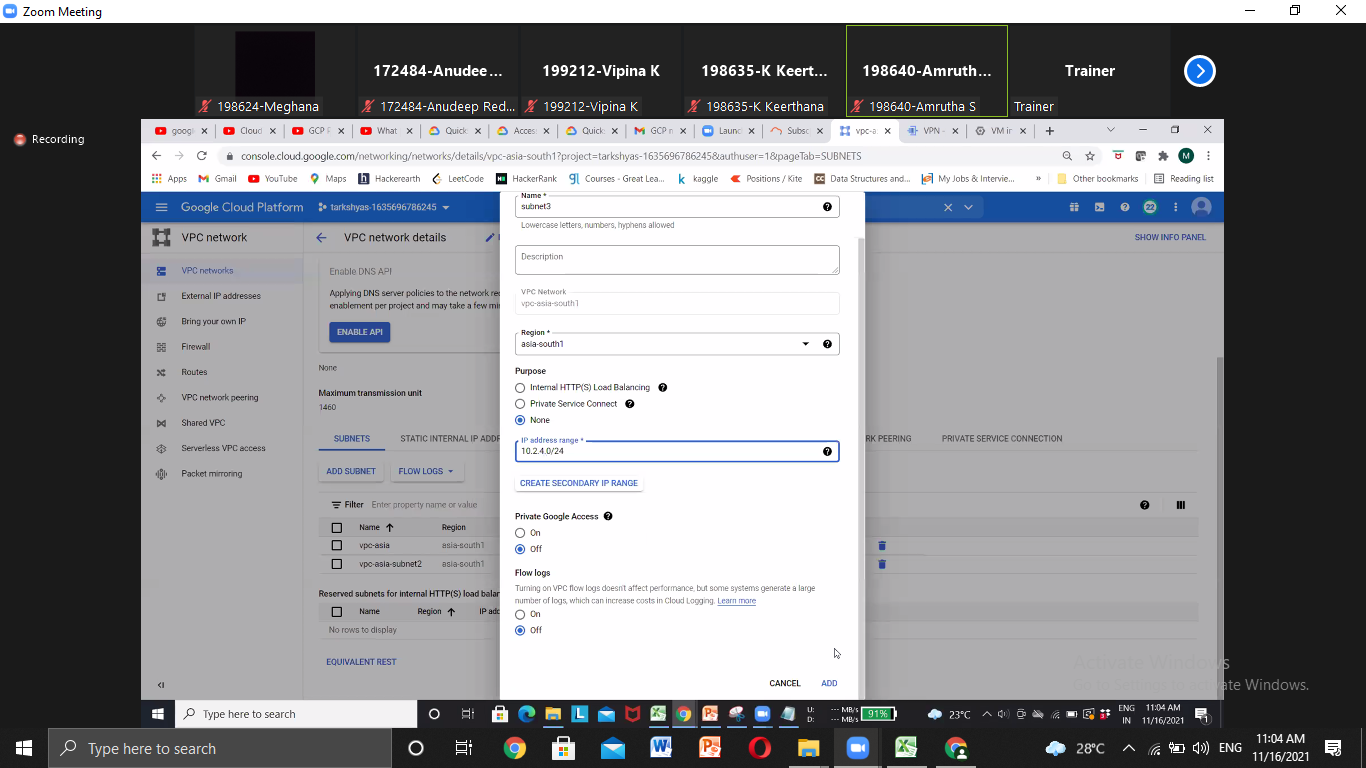 Zoom Meeting
172484-Anudee...
199212-Vipina K
198635-K Keert...
198640-Amruth...
Trainer
198624-Meghana
172484-Anudeep Red...
199212-Vipina K
198635-K Keerthana
198640-Amrutha S
Trainer
Recording
googl
Cloud
GCP F
What
Quick
Acces
Quick
GCP n
Launc
Subsc
vpc-a
VPN -
VM in
console.cloud.google.com/networking/networks/details/vpc-asia-south1?project=tarkshyas-1635696786245&authuser=1&pageTab=SUBNETS
M
Apps
Gmail
YouTube
Maps
Hackerearth
LeetCode
HackerRank
Courses - Great Lea...
kaggle
Positions / Kite
Data Structures and...
My Jobs & Intervie...
»
Other bookmarks
Reading list
Google Cloud Platform
tarkshyas-1635696786245
22
VPC network
VPC network details
SHOW INFO PANEL
VPC networks
External IP addresses
Bring your own IP
Firewall
Routes
VPC network peering
Shared VPC
Serverless VPC access
Packet mirroring
Enable DNS API
Applying DNS server policies to the network req
enablement per project and may take a few min
ENABLE API
None
Maximum transmission unit
1460
SUBNETS
STATIC INTERNAL IP ADDR
RK PEERING
PRIVATE SERVICE CONNECTION
ADD SUBNET
FLOW LOGS
Filter
Enter property name or value
Name
Region
vpc-asia
asia-south1
vpc-asia-subnet2
asia-south1
Reserved subnets for internal HTTP(S) load balan
Name
Region
IP add
No rows to display
EQUIVALENT REST
Name *
subnet3
Lowercase letters, numbers, hyphens allowed
Description
VPC Network
vpc-asia-south1
Region *
asia-south1
Purpose
Internal HTTP(S) Load Balancing
Private Service Connect
None
IP address range *
10.2.4.0/24
CREATE SECONDARY IP RANGE
Private Google Access
On
Off
Flow logs
Turning on VPC flow logs doesn't affect performance, but some systems generate a large
number of logs, which can increase costs in Cloud Logging. Learn more
On
Off
CANCEL
ADD
Activate Windows
Go to Settings to activate Windows.
Type here to search
U:
D:
--- MB/s
--- MB/s
91%
23°C
ENG
IN
11:04 AM
11/16/2021
1
Type here to search
28°C
ENG
11:04 AM
11/16/2021